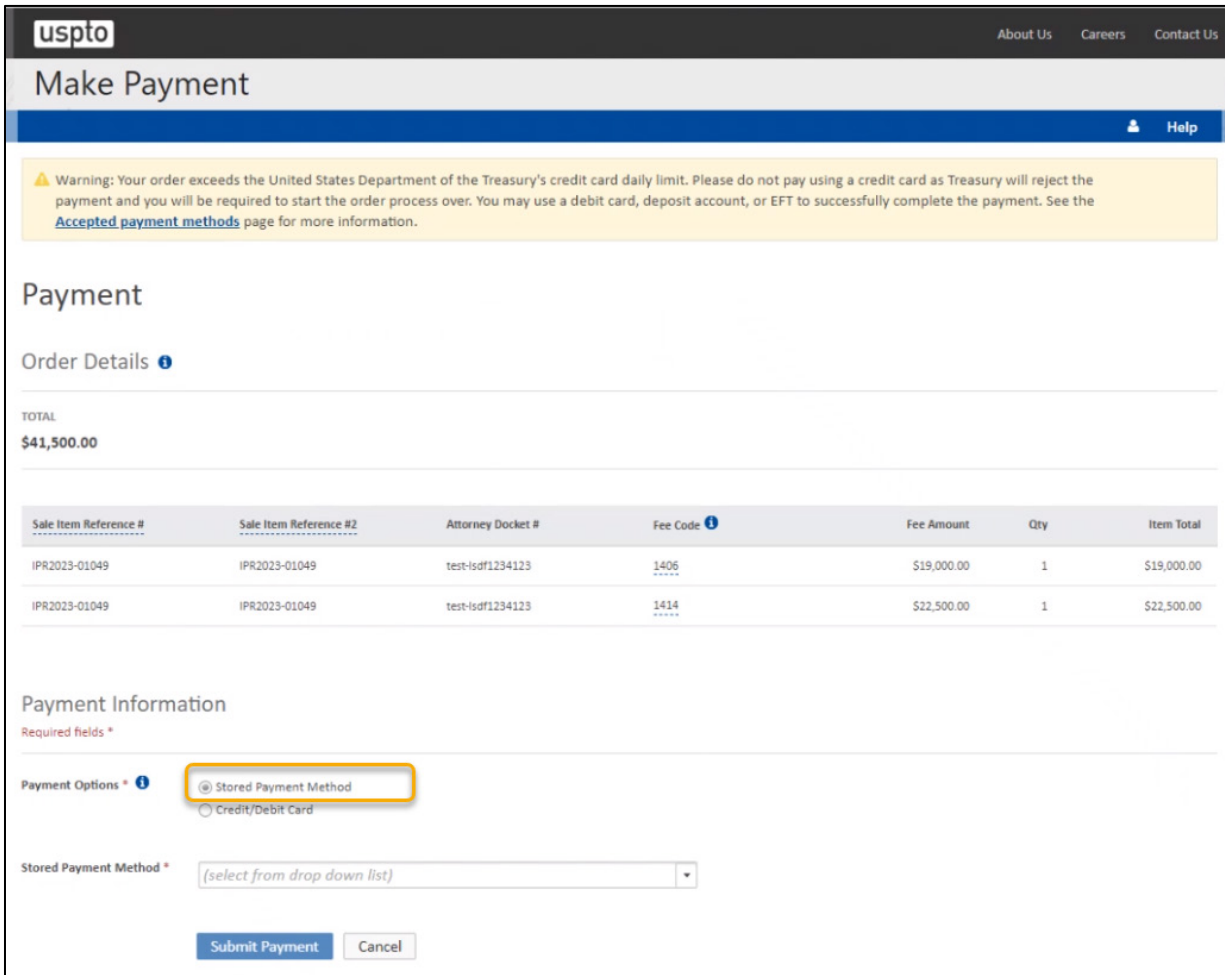 uspto
About Us Careers Contact Us
Make Payment
Help
Warning: Your order exceeds the United States Department of the Treasury's credit card daily limit. Please do not pay using a credit card as Treasury will reject the
payment and you will be required to start the order process over. You may use a debit card, deposit account, or EFT to successfully complete the payment. See the
Accepted payment methods page for more information.
Payment
Order Details
TOTAL
$41,500.00
Sale Item Reference # Sale Item Reference #2 Attorney Docket # Fee Code Fee Amount Qty Item Total
IPR2023-01049 IPR2023-01049 test-lsdf1234123 1406 $19,000.00 1 $19,000.00
IPR2023-01049 IPR2023-01049 test-lsdf1234123 1414 $22,500.00 1 $22,500.00
Payment Information
Required fields *
Payment Options * Stored Payment Method
Credit/Debit Card
Stored Payment Method * (select from drop down list)
Submit Payment Cancel